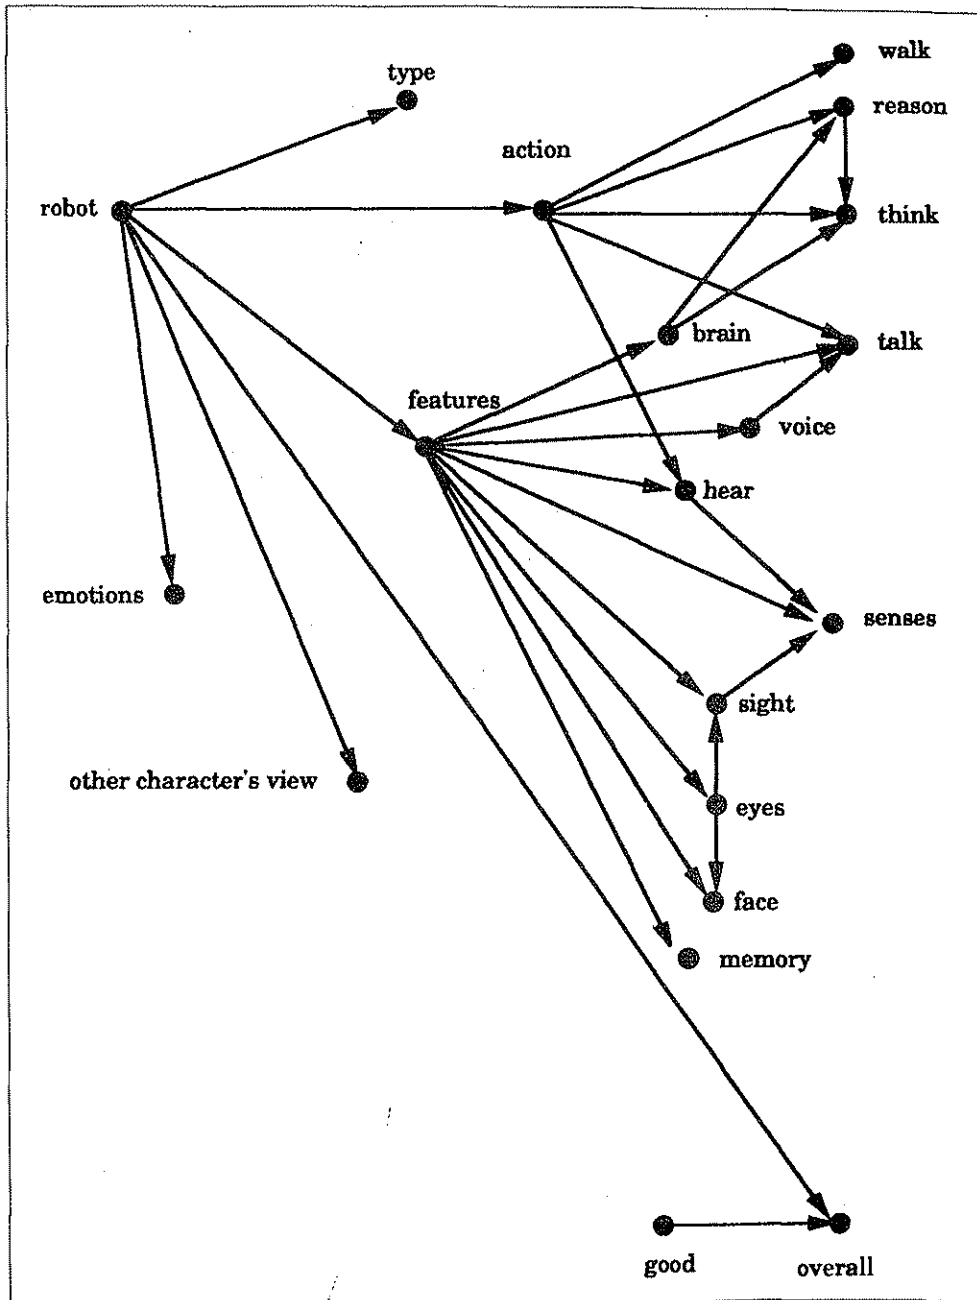 walk
type
reason
action
robot
think
brain
talk
features
voice
hear
emotions
senses
sight
other character's view
eyes
face
memory
good
overall